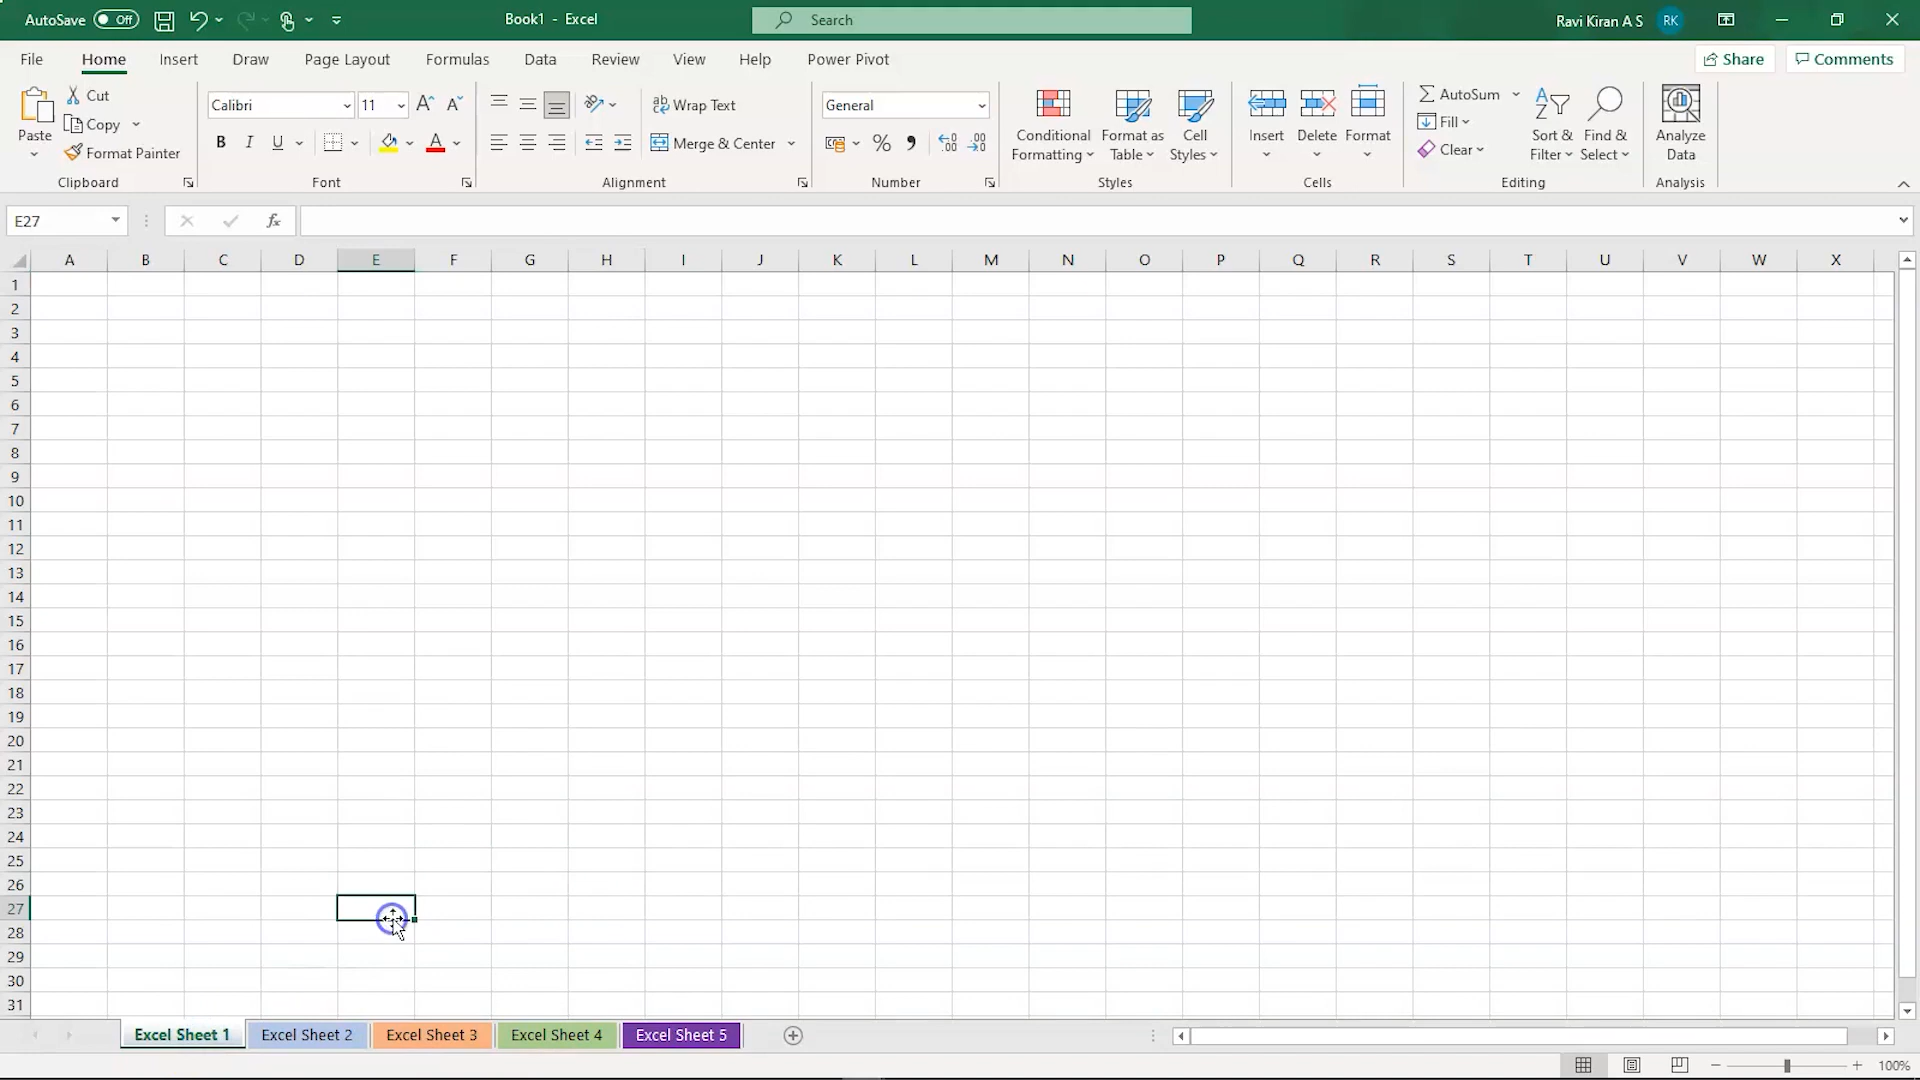 AutoSave Off Book1 - Excel Search Ravi Kiran A S RK
File Home Insert Draw Page Layout Formulas Data Review View Help Power Pivot Share Comments
Paste Cut Copy Format Painter Clipboard
Calibri 11 B I U A Font
ab Wrap Text Merge & Center Alignment
General % Number
Conditional Formatting Format as Table Cell Styles Styles
Insert Delete Format Cells
AutoSum Fill Clear Sort & Filter Find & Select Editing
Analyze Data Analysis
E27 fx
A B C D E F G H I J K L M N O P Q R S T U V W X
1
2
3
4
5
6
7
8
9
10
11
12
13
14
15
16
17
18
19
20
21
22
23
24
25
26
27
28
29
30
31
Excel Sheet 1 Excel Sheet 2 Excel Sheet 3 Excel Sheet 4 Excel Sheet 5
100%